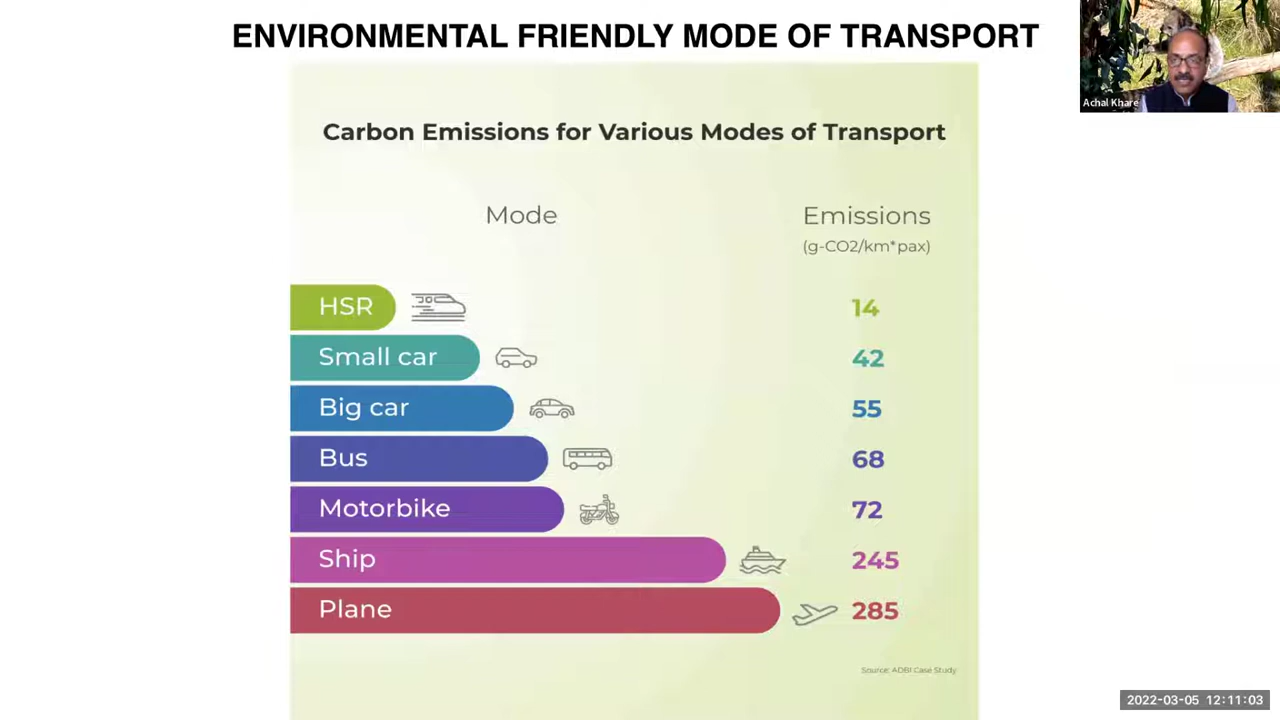 ENVIRONMENTAL FRIENDLY MODE OF TRANSPORT
Achal Khare
Carbon Emissions for Various Modes of Transport
Mode Emissions
(g-CO2/km*pax)
HSR 14
Small car 42
Big car 55
Bus 68
Motorbike 72
Ship 245
Plane 285
Source: ADBI Case Study
2022-03-05 12:11:03